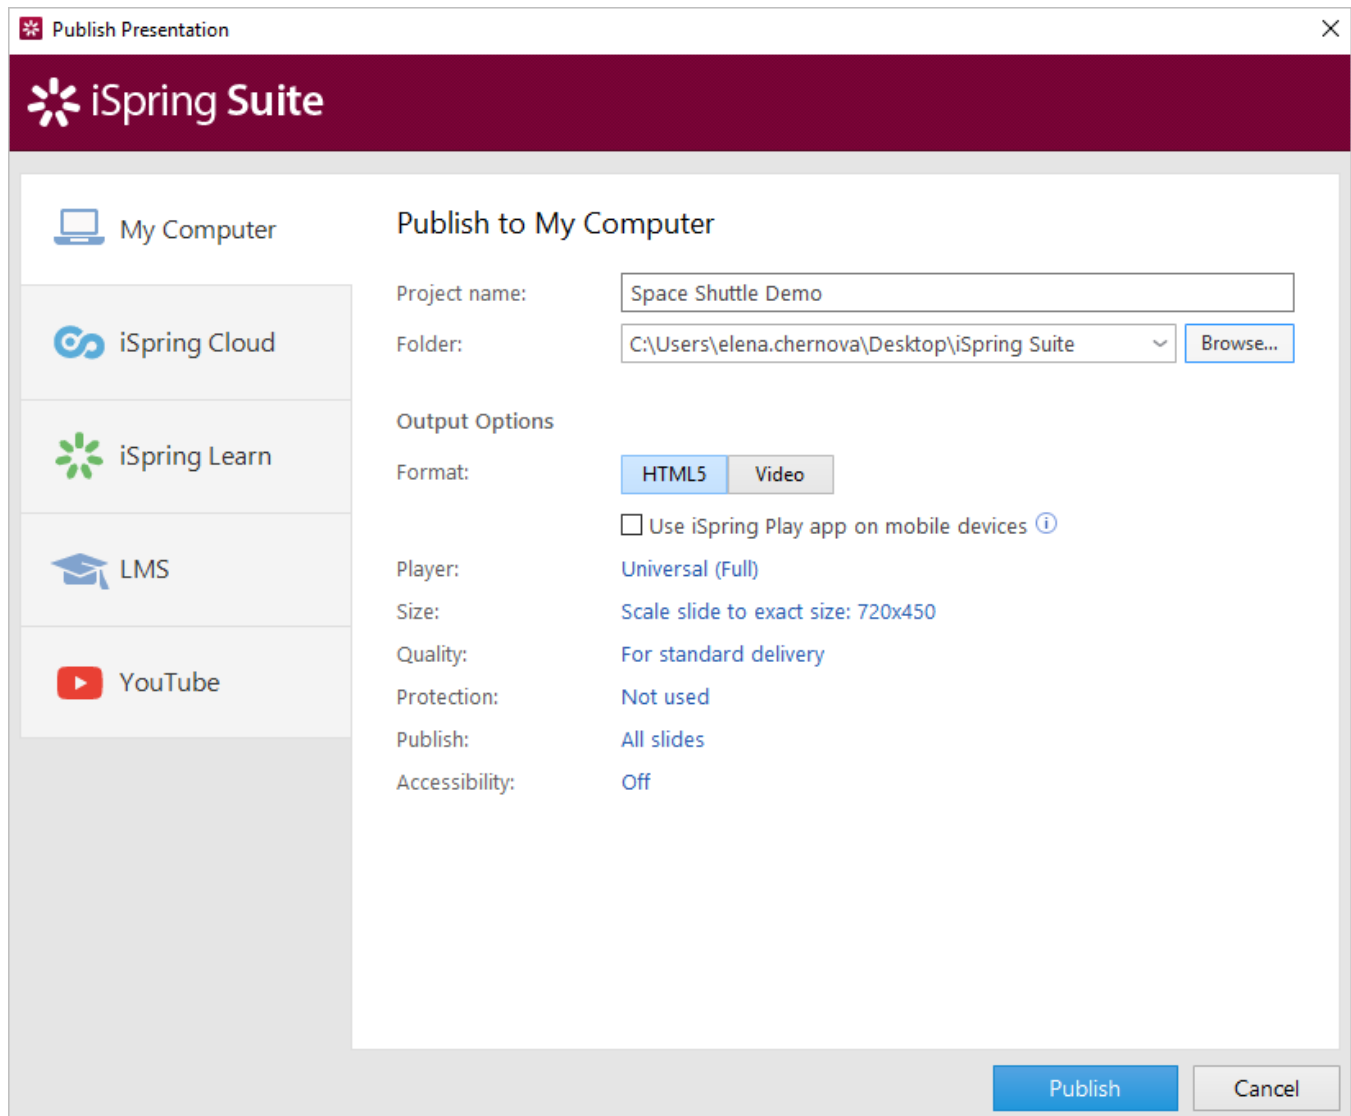 Publish Presentation
iSpring Suite
My Computer
iSpring Cloud
iSpring Learn
LMS
YouTube
Publish to My Computer
Project name: Space Shuttle Demo
Folder: C:\Users\elena.chernova\Desktop\iSpring Suite Browse...
Output Options
Format: HTML5 Video
Use iSpring Play app on mobile devices
Player: Universal (Full)
Size: Scale slide to exact size: 720x450
Quality: For standard delivery
Protection: Not used
Publish: All slides
Accessibility: Off
Publish Cancel